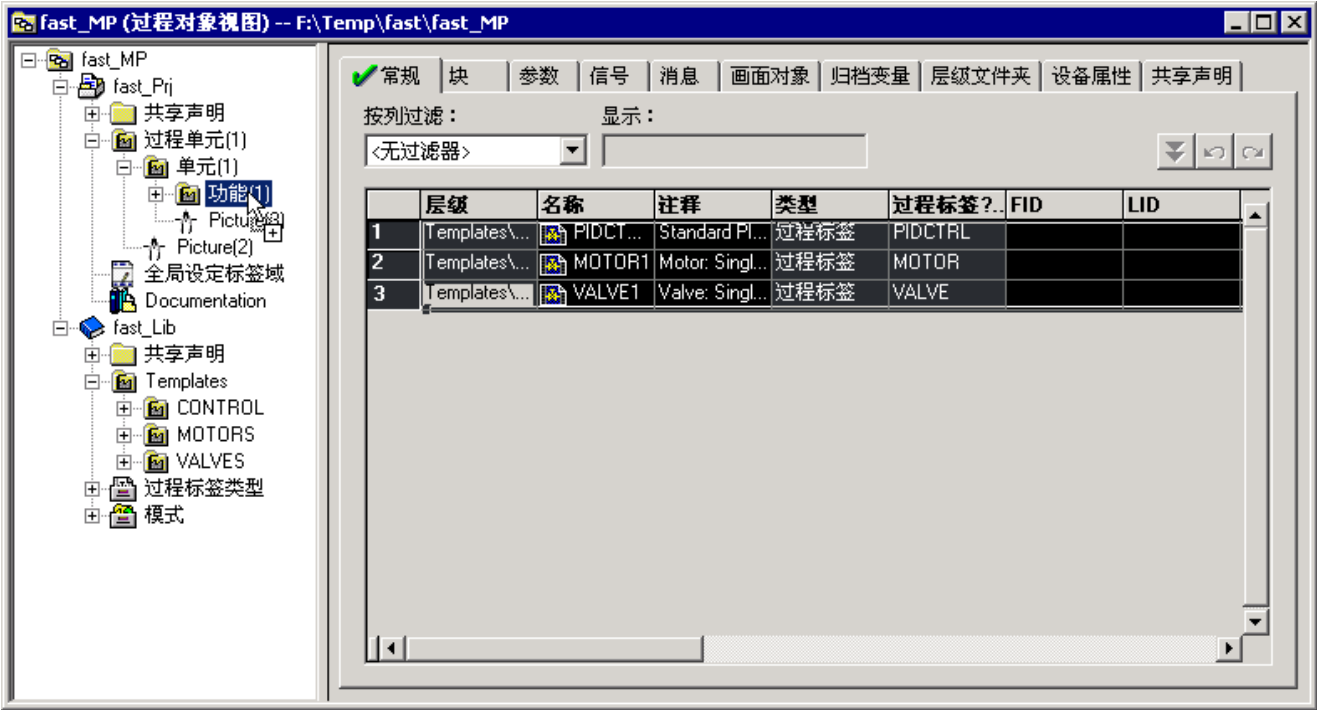 fast_MP (过程对象视图) -- F:\Temp\fast\fast_MP
fast_MP
fast_Prj
共享声明
过程单元(1)
单元(1)
功能(1)
Picture(3)
Picture(2)
全局设定标签域
Documentation
fast_Lib
共享声明
Templates
CONTROL
MOTORS
VALVES
过程标签类型
模式
常规 块 参数 信号 消息 画面对象 归档变量 层级文件夹 设备属性 共享声明
按列过滤： 显示：
<无过滤器>
层级 名称 注释 类型 过程标签?.. FID LID
1 Templates\... PIDCT... Standard PI... 过程标签 PIDCTRL
2 Templates\... MOTOR1 Motor: Singl... 过程标签 MOTOR
3 Templates\... VALVE1 Valve: Singl... 过程标签 VALVE